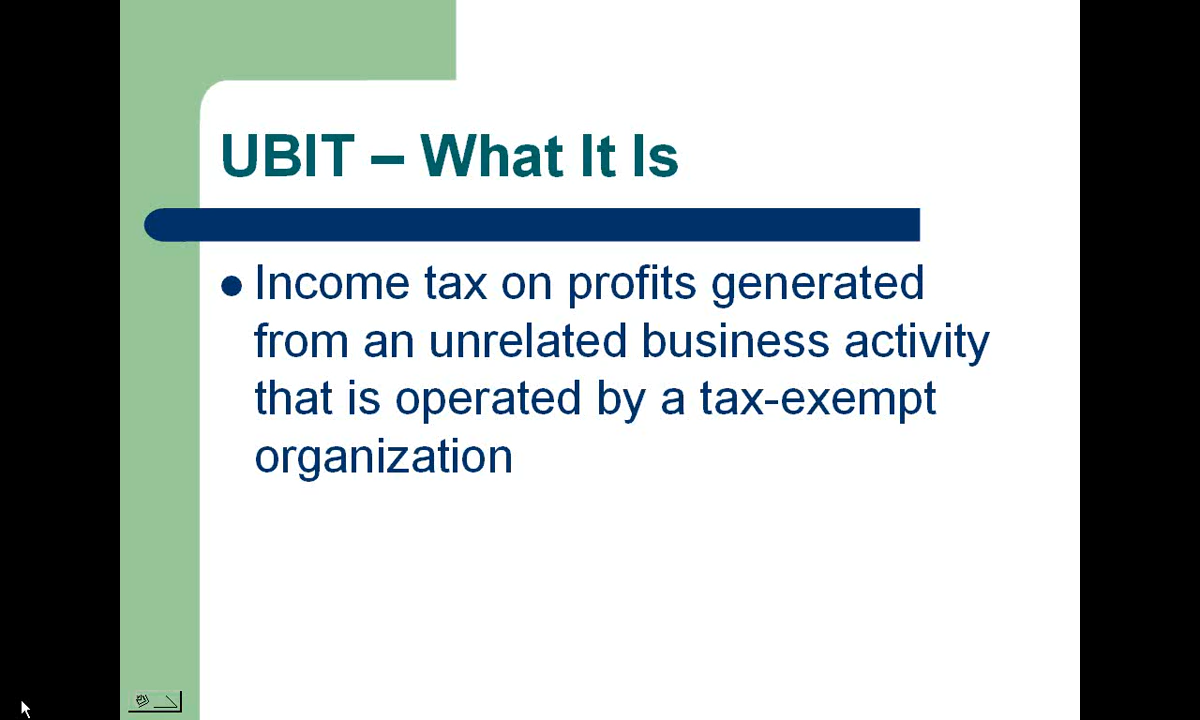 UBIT – What It Is
Income tax on profits generated
from an unrelated business activity
that is operated by a tax-exempt
organization